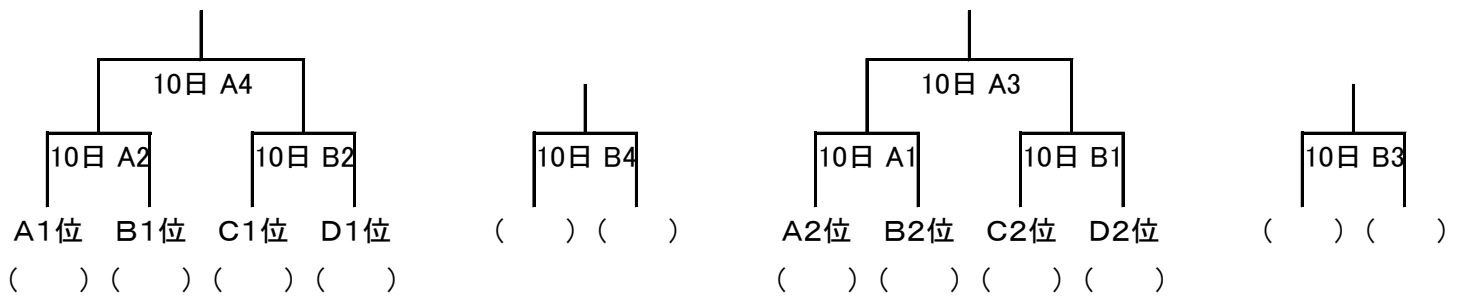 10日 A4 10日 A3
10日 A2 10日 B2 10日 B4 10日 A1 10日 B1 10日 B3
A1位 B1位 C1位 D1位 ( ) ( ) A2位 B2位 C2位 D2位 ( ) ( )
( ) ( ) ( ) ( ) ( ) ( ) ( ) ( )